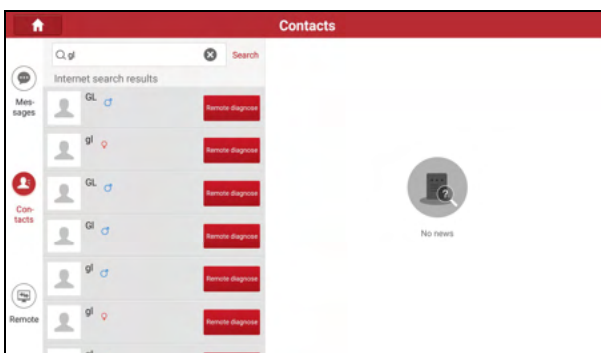 Contacts
gl
Search
Internet search results
Mes-
sages
Con-
tacts
Remote
GL
Remote diagnose
gl
Remote diagnose
GL
Remote diagnose
Gl
Remote diagnose
gl
Remote diagnose
gl
Remote diagnose
No news